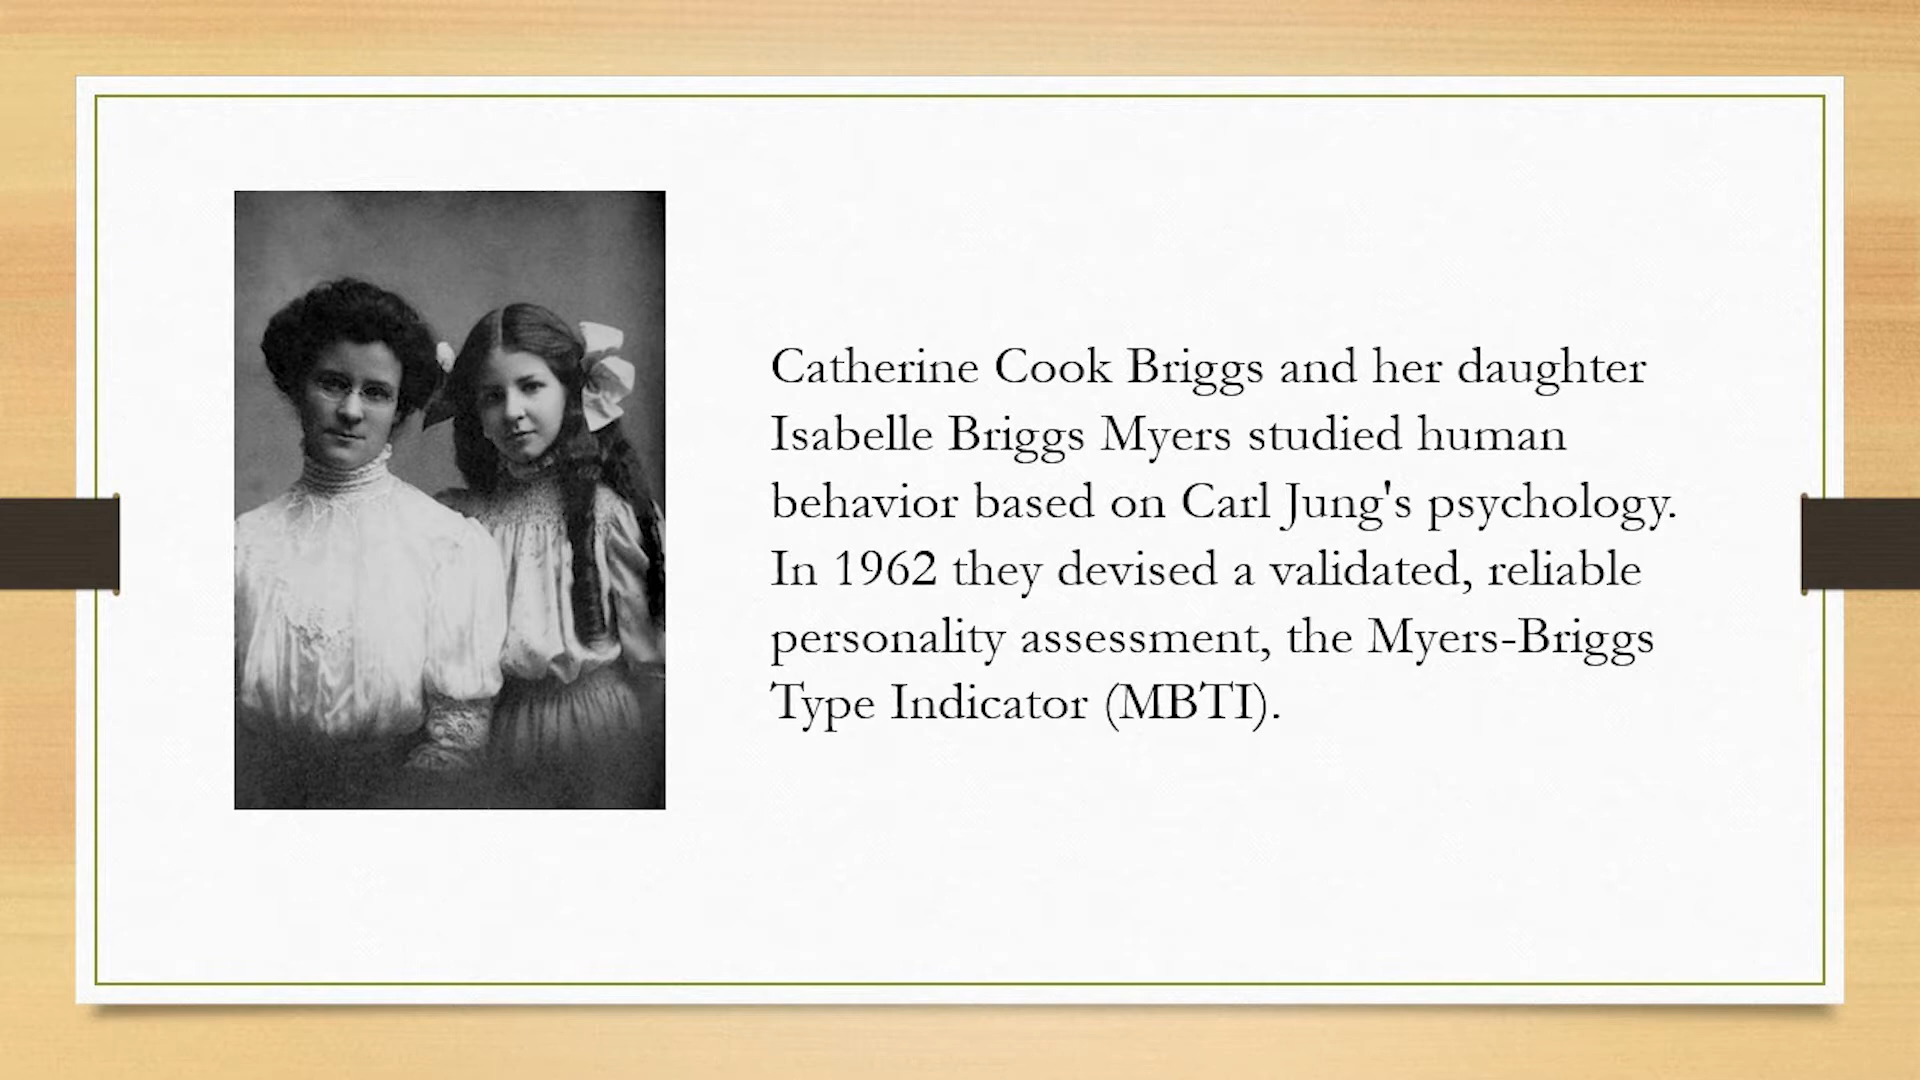 Catherine Cook Briggs and her daughter
Isabelle Briggs Myers studied human
behavior based on Carl Jung's psychology.
In 1962 they devised a validated, reliable
personality assessment, the Myers-Briggs
Type Indicator (MBTI).